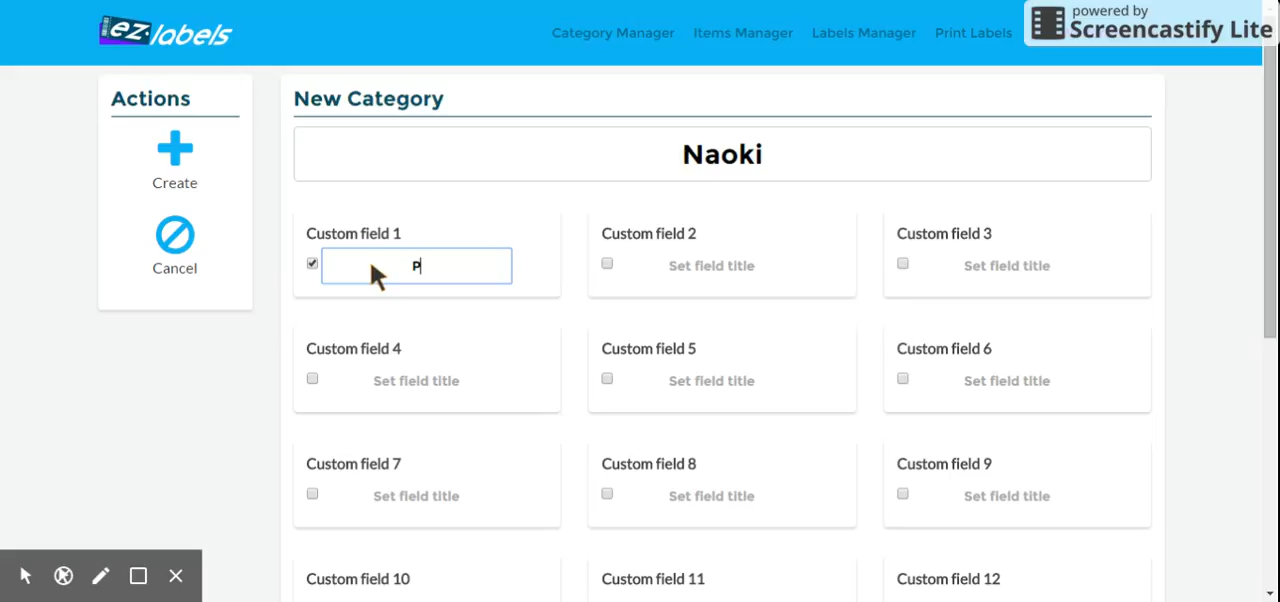 ez-labels
Category Manager
Items Manager
Labels Manager
Print Labels
powered by
Screencastify Lite
Actions
Create
Cancel
New Category
Naoki
Custom field 1
P
Custom field 2
Set field title
Custom field 3
Set field title
Custom field 4
Set field title
Custom field 5
Set field title
Custom field 6
Set field title
Custom field 7
Set field title
Custom field 8
Set field title
Custom field 9
Set field title
Custom field 10
Custom field 11
Custom field 12